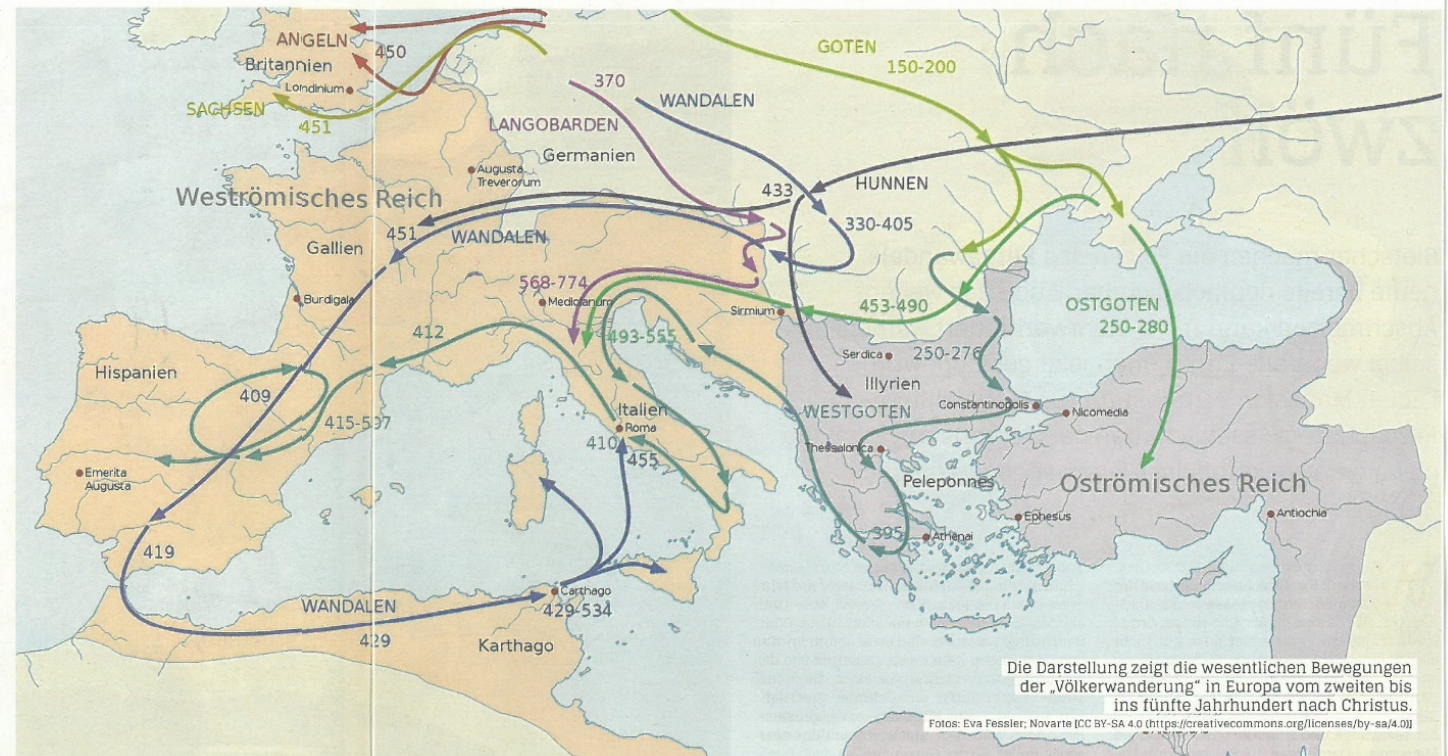 ANGELN
450
Britannien
Londinium
SACHSEN
451
370
WANDALEN
LANGOBARDEN
Germanien
GOTEN
150-200
Augusta
Treverorum
Weströmisches Reich
433
HUNNEN
330-405
451
WANDALEN
Gallien
568-774
Burdigala
Mediolanum
Sirmium
453-490
OSTGOTEN
250-280
412
493-555
Serdica
250-276
Illyrien
Hispanien
409
415-507
Italien
Roma
410
455
WESTGOTEN
Constantinopolis
Nicomedia
Thessalonica
Peleponnes
Oströmisches Reich
Emerita
Augusta
Ephesus
Antiochia
395
Athenai
419
Carthago
WANDALEN
429-534
429
Karthago
Die Darstellung zeigt die wesentlichen Bewegungen
der „Völkerwanderung“ in Europa vom zweiten bis
ins fünfte Jahrhundert nach Christus.
Fotos: Eva Fessler; Novarte [CC BY-SA 4.0 (https://creativecommons.org/licenses/by-sa/4.0)]